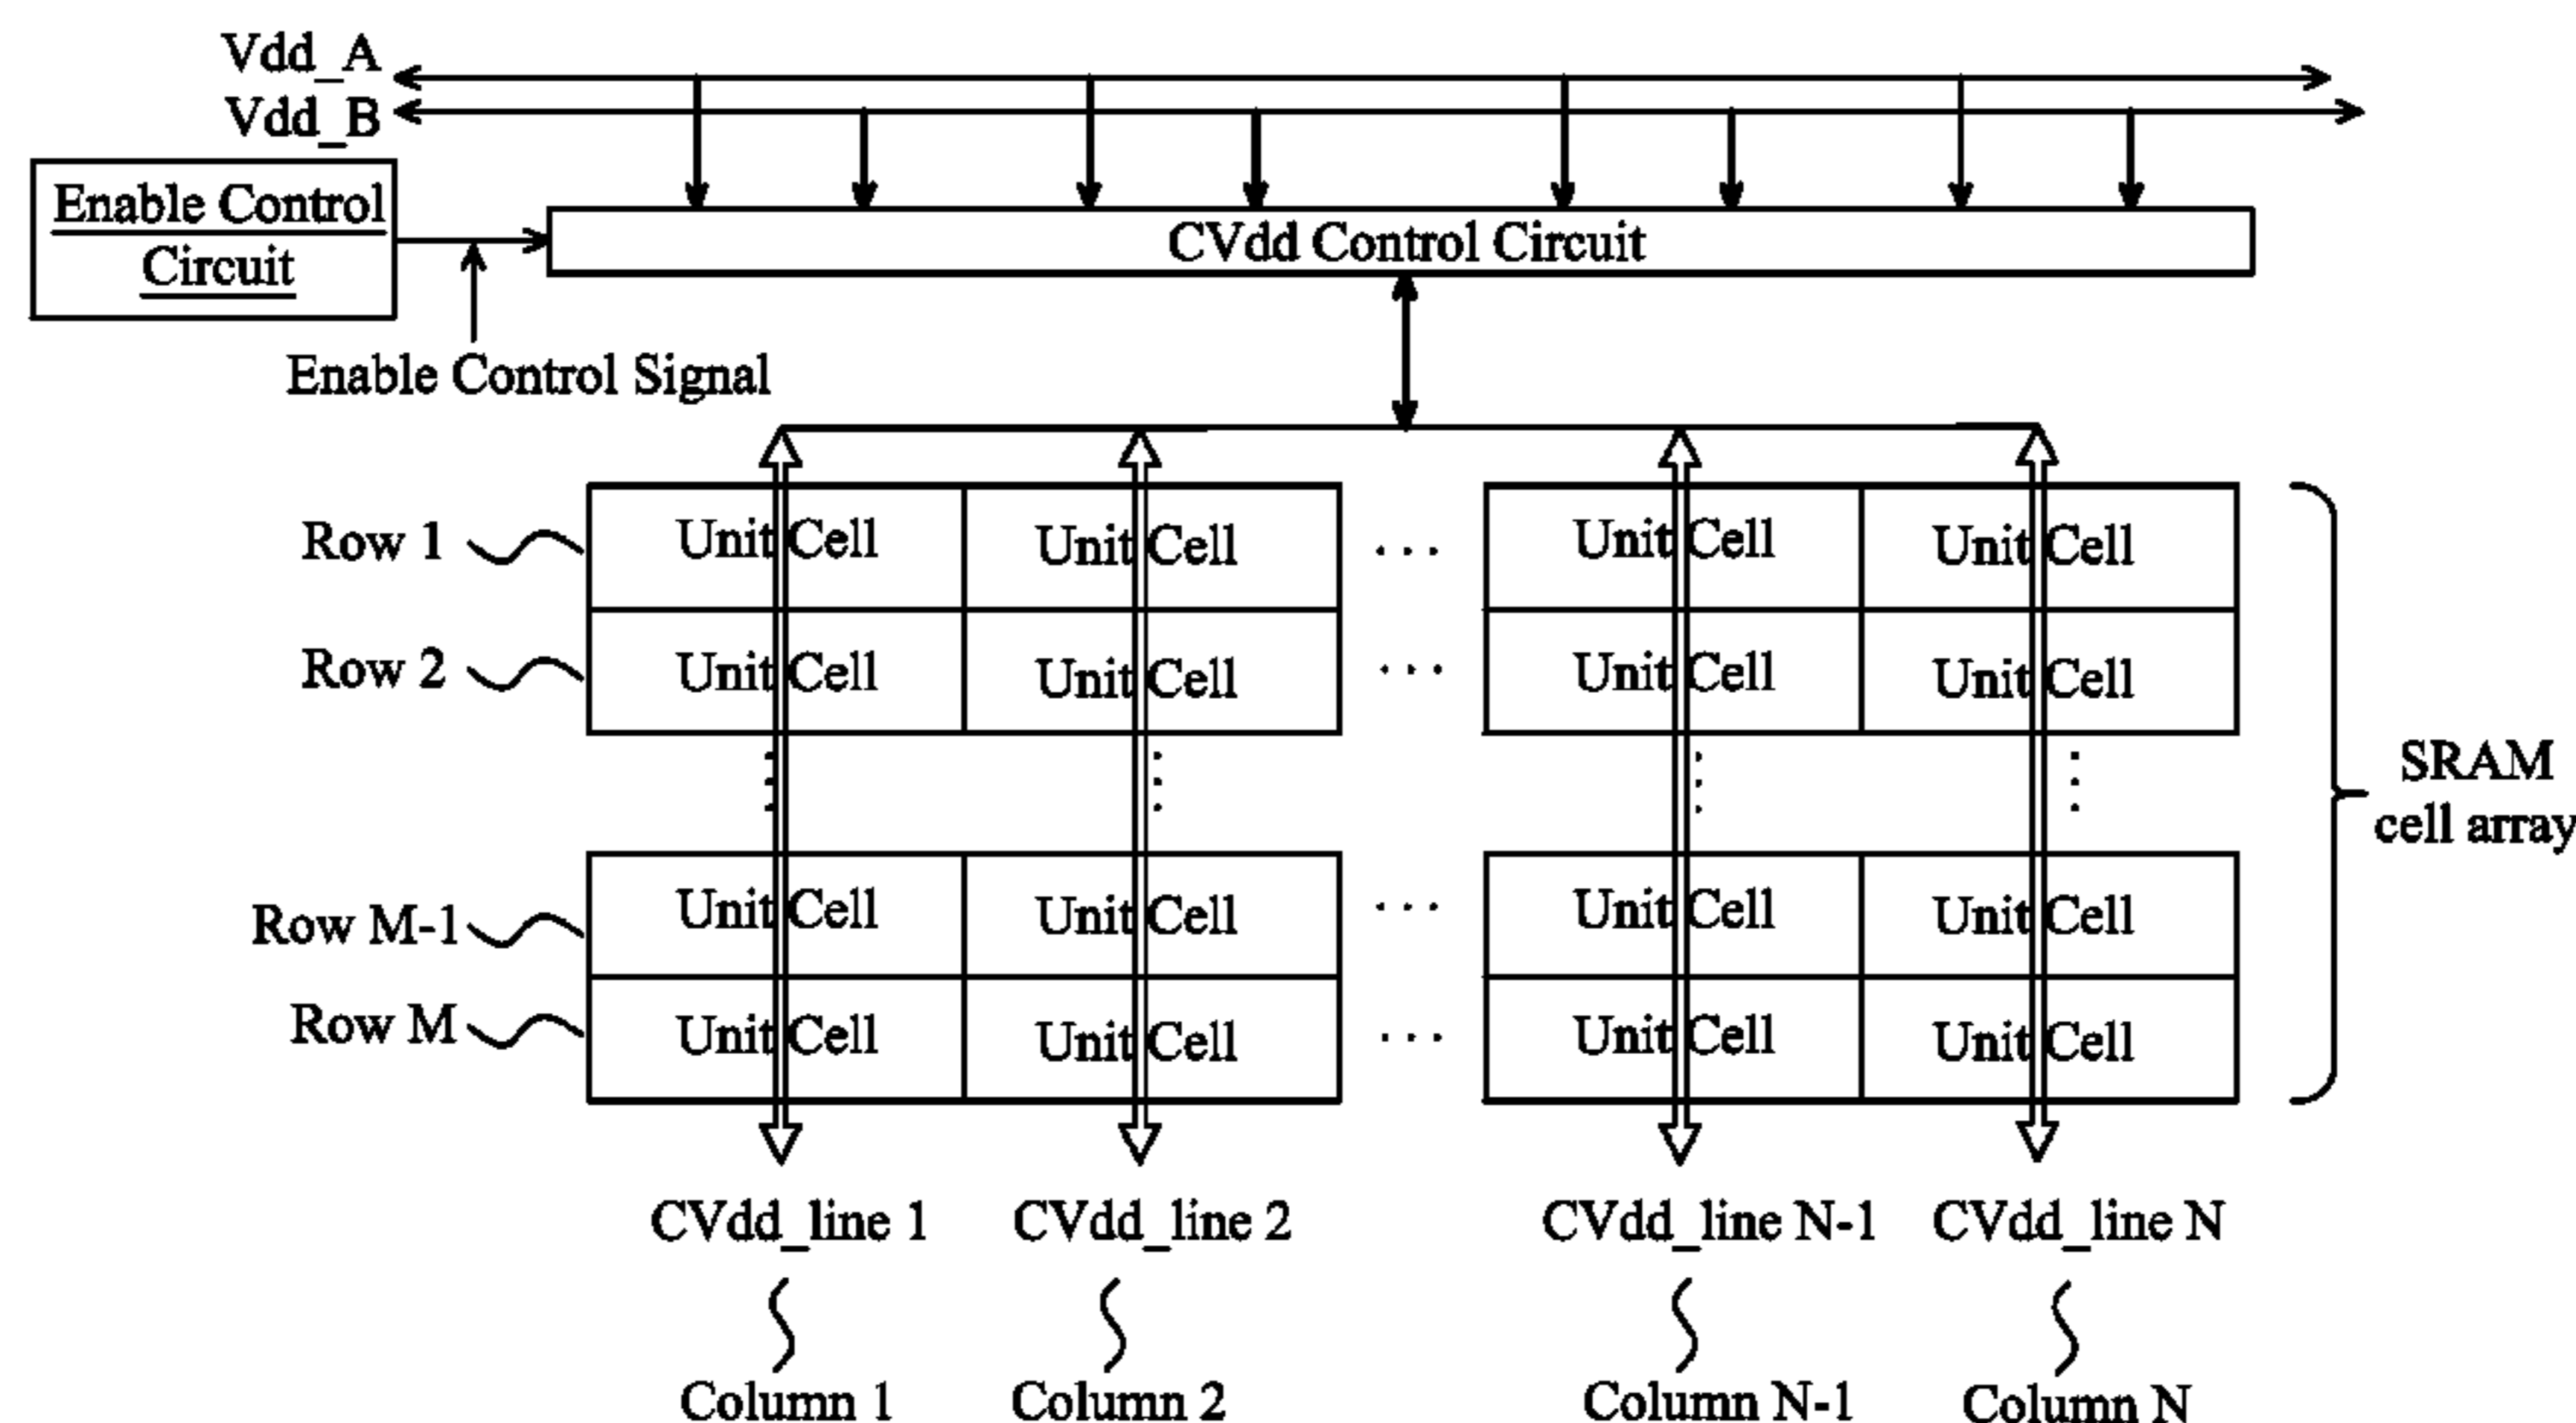 Vdd_A
Vdd_B
Enable Control
Circuit
CVdd Control Circuit
Enable Control Signal
Row 1 Unit Cell Unit Cell ... Unit Cell Unit Cell
Row 2 Unit Cell Unit Cell ... Unit Cell Unit Cell
SRAM
cell array
Row M-1 Unit Cell Unit Cell ... Unit Cell Unit Cell
Row M Unit Cell Unit Cell ... Unit Cell Unit Cell
CVdd_line 1 CVdd_line 2 CVdd_line N-1 CVdd_line N
Column 1 Column 2 Column N-1 Column N